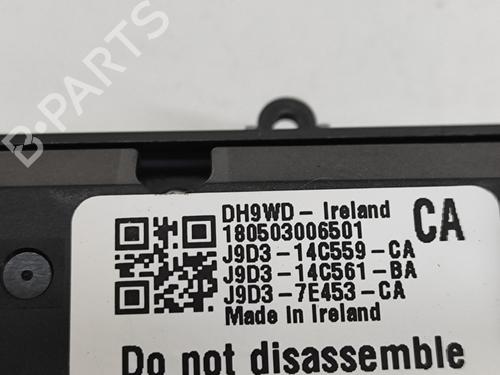 B-PARTS
DH9WD - Ireland
180503006501
CA
J9D3-14C559-CA
J9D3-14C561-BA
J9D3-7E453-CA
Made in Ireland
Do not disassemble